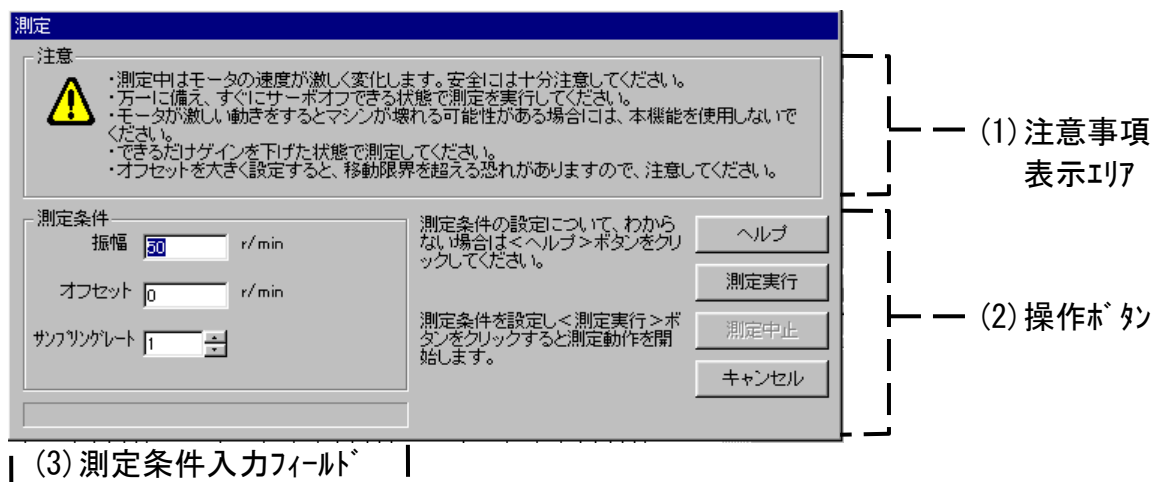 測定
注意
・測定中はモータの速度が激しく変化します。安全には十分注意してください。
・万一に備え、すぐにサーボオフできる状態で測定を実行してください。
・モータが激しい動きをするとマシンが壊れる可能性がある場合には、本機能を使用しないで
ください。
・できるだけゲインを下げた状態で測定してください。
・オフセットを大きく設定すると、移動限界を超える恐れがありますので、注意してください。
(1)注意事項
表示ｴﾘｱ
測定条件
振幅 50 r/min
オフセット 0 r/min
ｻﾝﾌﾟﾘﾝｸﾞﾚｰﾄ 1
測定条件の設定について、わから
ない場合は<ヘルプ>ボタンをクリ
ックしてください。
測定条件を設定し<測定実行>ボ
タンをクリックすると測定動作を開
始します。
ヘルプ
測定実行
測定中止
キャンセル
(2)操作ﾎﾞﾀﾝ
(3)測定条件入力ﾌｨｰﾙﾄﾞ